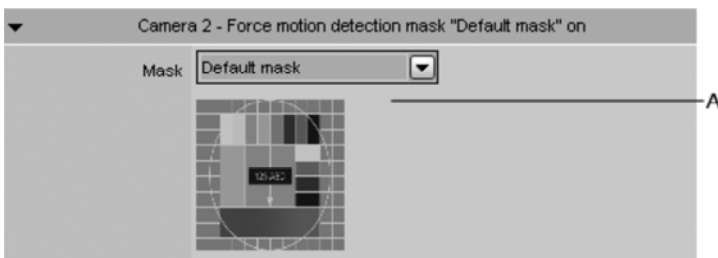 Camera 2 - Force motion detection mask "Default mask" on
Mask Default mask
A